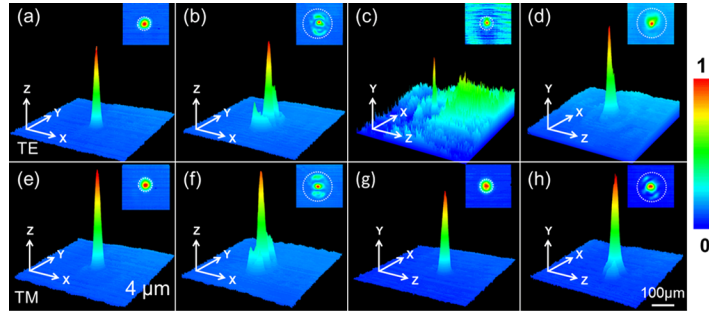 (a) (b) (c) (d) 1
Z Y X Z Y X Y X Z Y X Z
TE
(e) (f) (g) (h)
Z Y X Z Y X Y X Z Y X Z 0
TM 4 μm 100μm